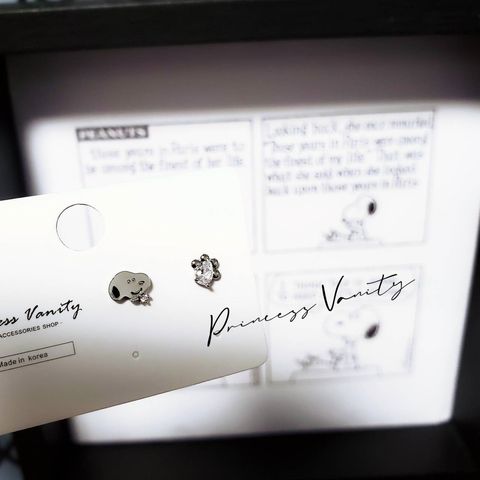 PEANUTS
Those years in Paris were to
be among the finest of her life.
Looking back, she once remarked,
"Those years in Paris were among
the finest of my life." That was
what she said when she looked
back upon those years in Paris
ess Vanity
ACCESSORIES SHOP -
Made in korea
Princess Vanity